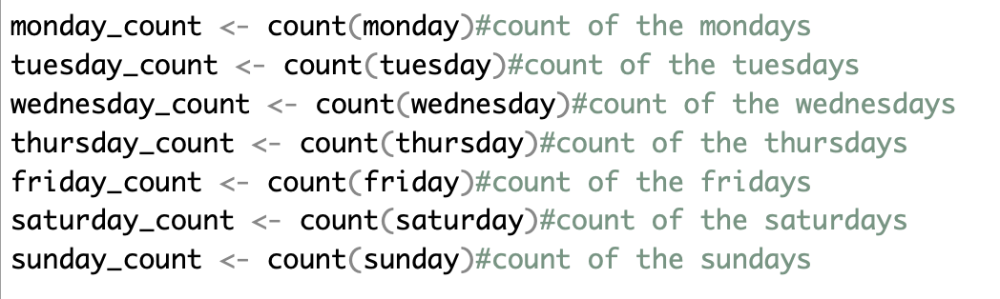 monday_count <- count(monday)#count of the mondays
tuesday_count <- count(tuesday)#count of the tuesdays
wednesday_count <- count(wednesday)#count of the wednesdays
thursday_count <- count(thursday)#count of the thursdays
friday_count <- count(friday)#count of the fridays
saturday_count <- count(saturday)#count of the saturdays
sunday_count <- count(sunday)#count of the sundays